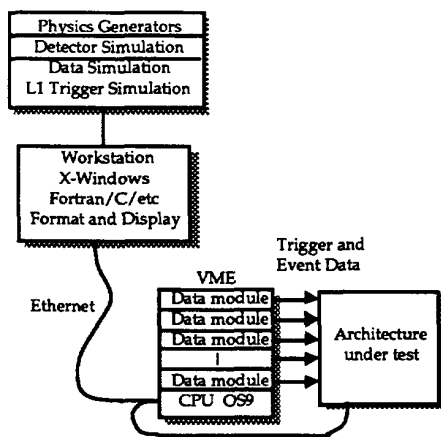 Physics Generators
Detector Simulation
Data Simulation
L1 Trigger Simulation
Workstation
X-Windows
Fortran/C/etc
Format and Display
Trigger and
Event Data
VME
Ethernet
Data module
Data module
Data module
Data module
CPU OS9
Architecture
under test